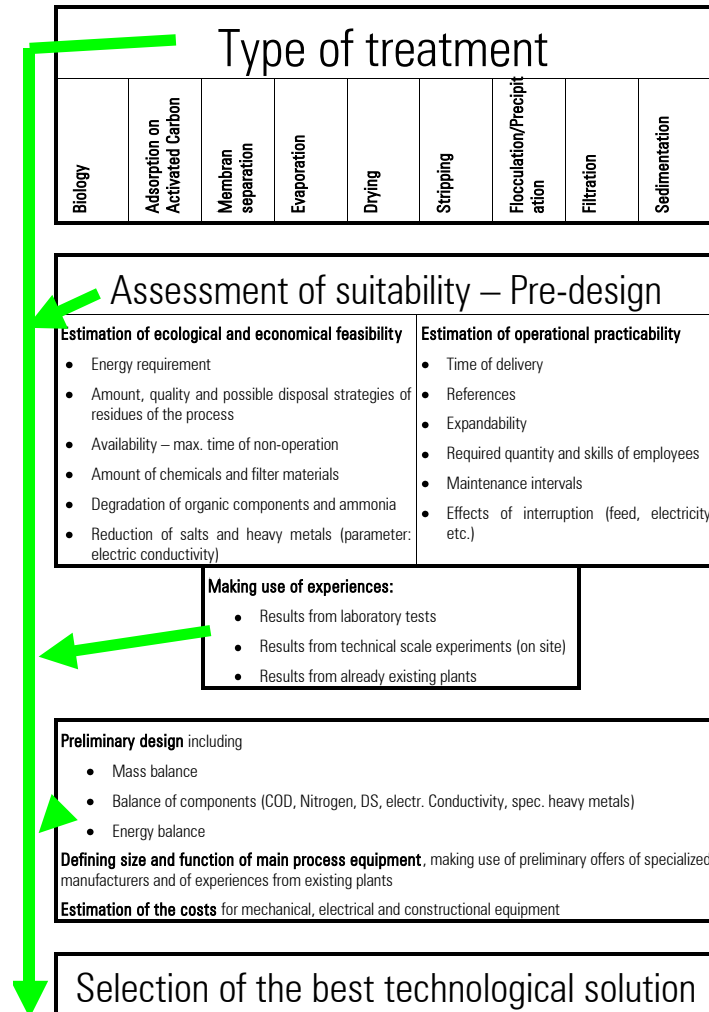 Type of treatment
Biology
Adsorption on
Activated Carbon
Membran
separation
Evaporation
Drying
Stripping
Flocculation/Precipit
ation
Filtration
Sedimentation
Assessment of suitability – Pre-design
Estimation of ecological and economical feasibility
• Energy requirement
• Amount, quality and possible disposal strategies of
residues of the process
• Availability – max. time of non-operation
• Amount of chemicals and filter materials
• Degradation of organic components and ammonia
• Reduction of salts and heavy metals (parameter:
electric conductivity)
Estimation of operational practicability
• Time of delivery
• References
• Expandability
• Required quantity and skills of employees
• Maintenance intervals
• Effects of interruption (feed, electricity
etc.)
Making use of experiences:
• Results from laboratory tests
• Results from technical scale experiments (on site)
• Results from already existing plants
Preliminary design including
• Mass balance
• Balance of components (COD, Nitrogen, DS, electr. Conductivity, spec. heavy metals)
• Energy balance
Defining size and function of main process equipment, making use of preliminary offers of specialized
manufacturers and of experiences from existing plants
Estimation of the costs for mechanical, electrical and constructional equipment
Selection of the best technological solution